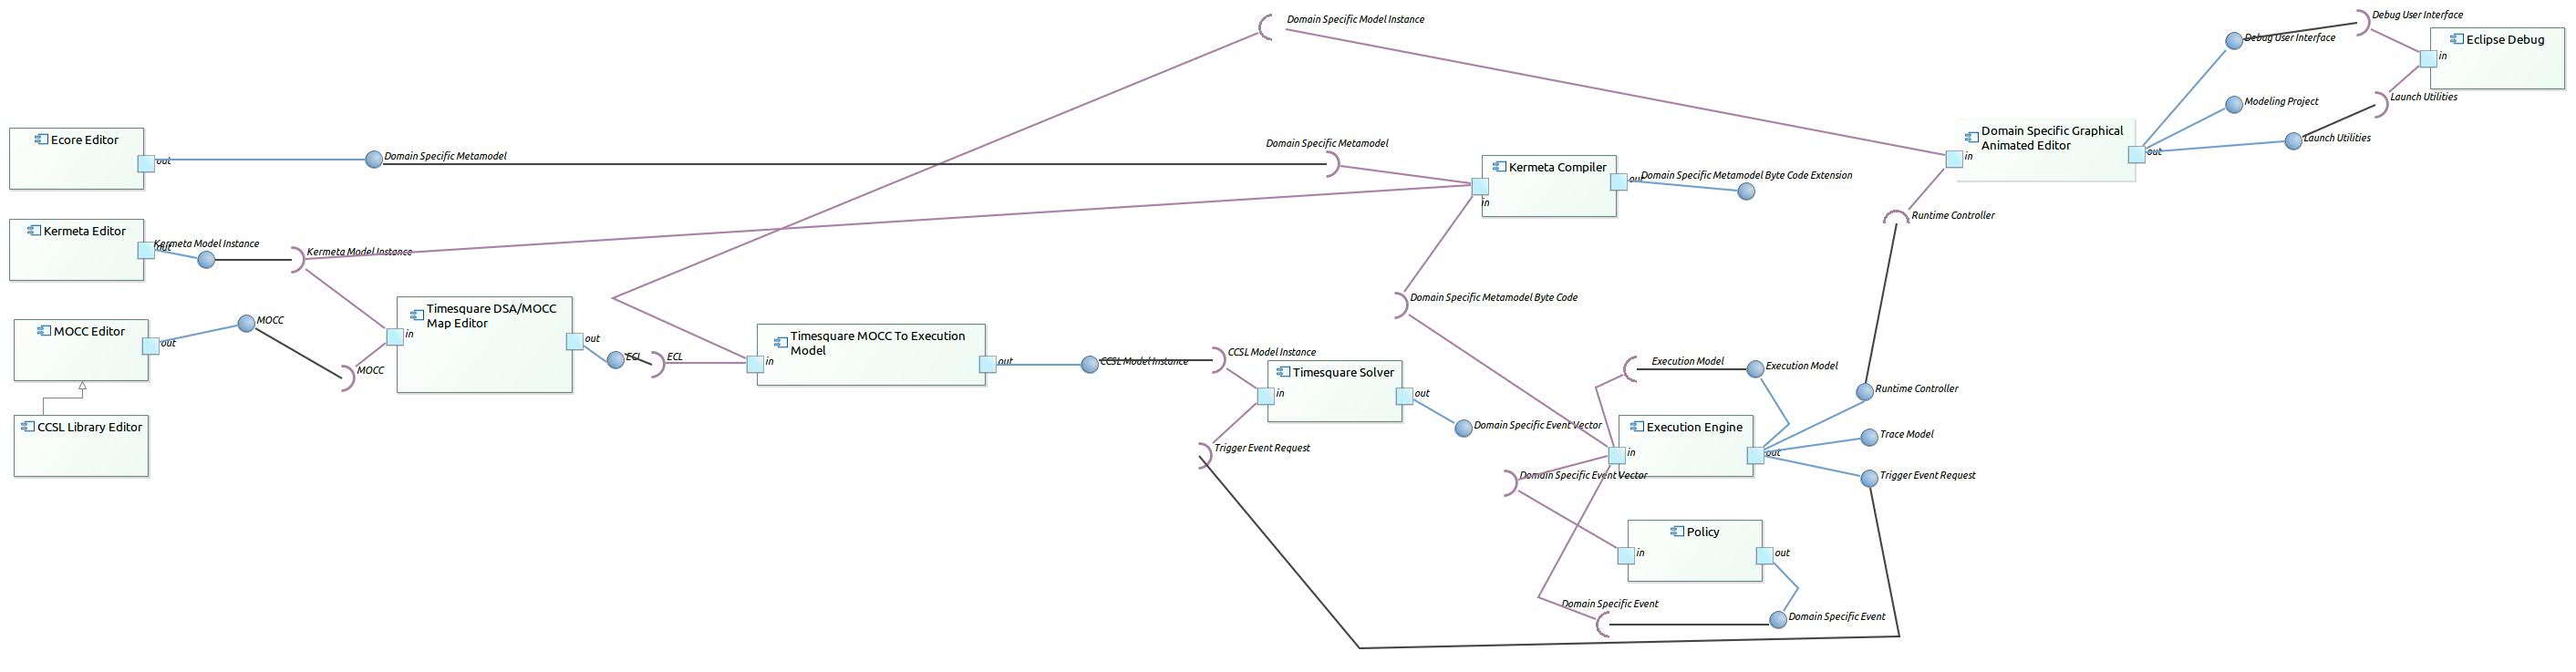 Domain Specific Model Instance
Debug User Interface
Debug User Interface
Eclipse Debug
in
Modeling Project
Launch Utilities
Launch Utilities
Domain Specific Graphical
Animated Editor
in
out
Ecore Editor
out
Domain Specific Metamodel
Domain Specific Metamodel
Kermeta Compiler
in
out
Domain Specific Metamodel Byte Code Extension
Runtime Controller
Kermeta Editor
out
Kermeta Model Instance
Kermeta Model Instance
Domain Specific Metamodel Byte Code
MOCC Editor
out
MOCC
MOCC
Timesquare DSA/MOCC
Map Editor
in
out
ECL
ECL
Timesquare MOCC To Execution
Model
in
out
CCSL Model Instance
CCSL Model Instance
Timesquare Solver
in
out
Domain Specific Event Vector
Trigger Event Request
Execution Model
Execution Model
Runtime Controller
CCSL Library Editor
Execution Engine
in
out
Trace Model
Trigger Event Request
Domain Specific Event Vector
Policy
in
out
Domain Specific Event
Domain Specific Event